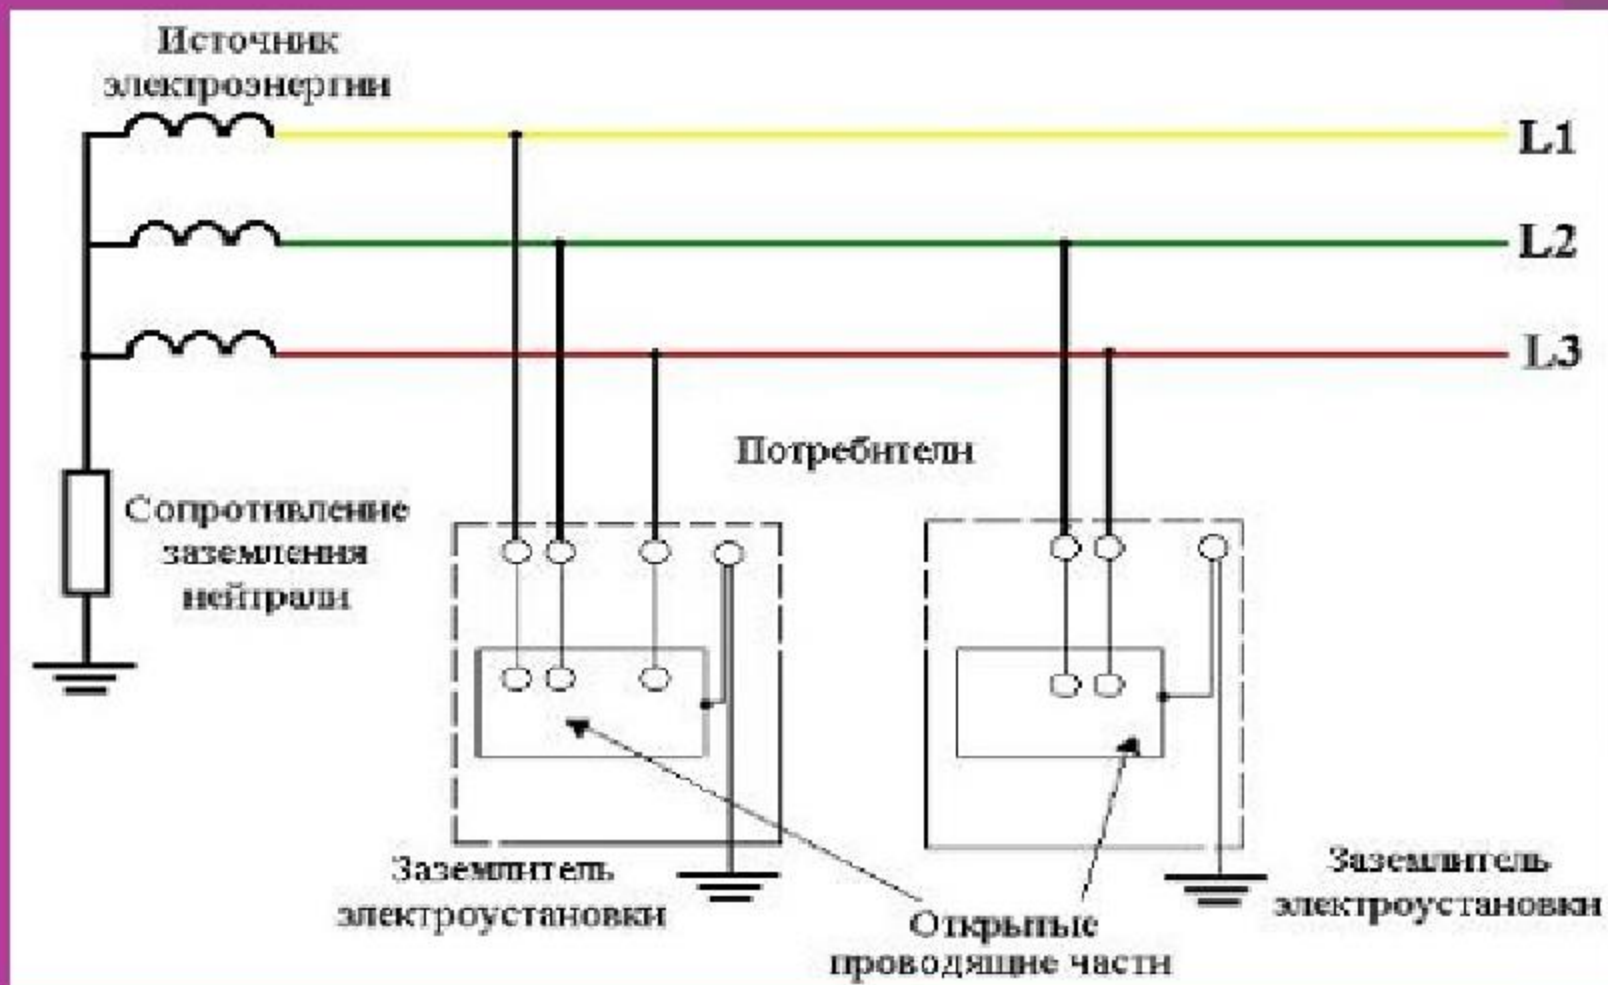 Источник
электроэнергии
L1
L2
L3
Потребители
Сопротивление
заземления
нейтрали
Заземлитель
электроустановки
Открытые
проводящие части
Заземлитель
электроустановки